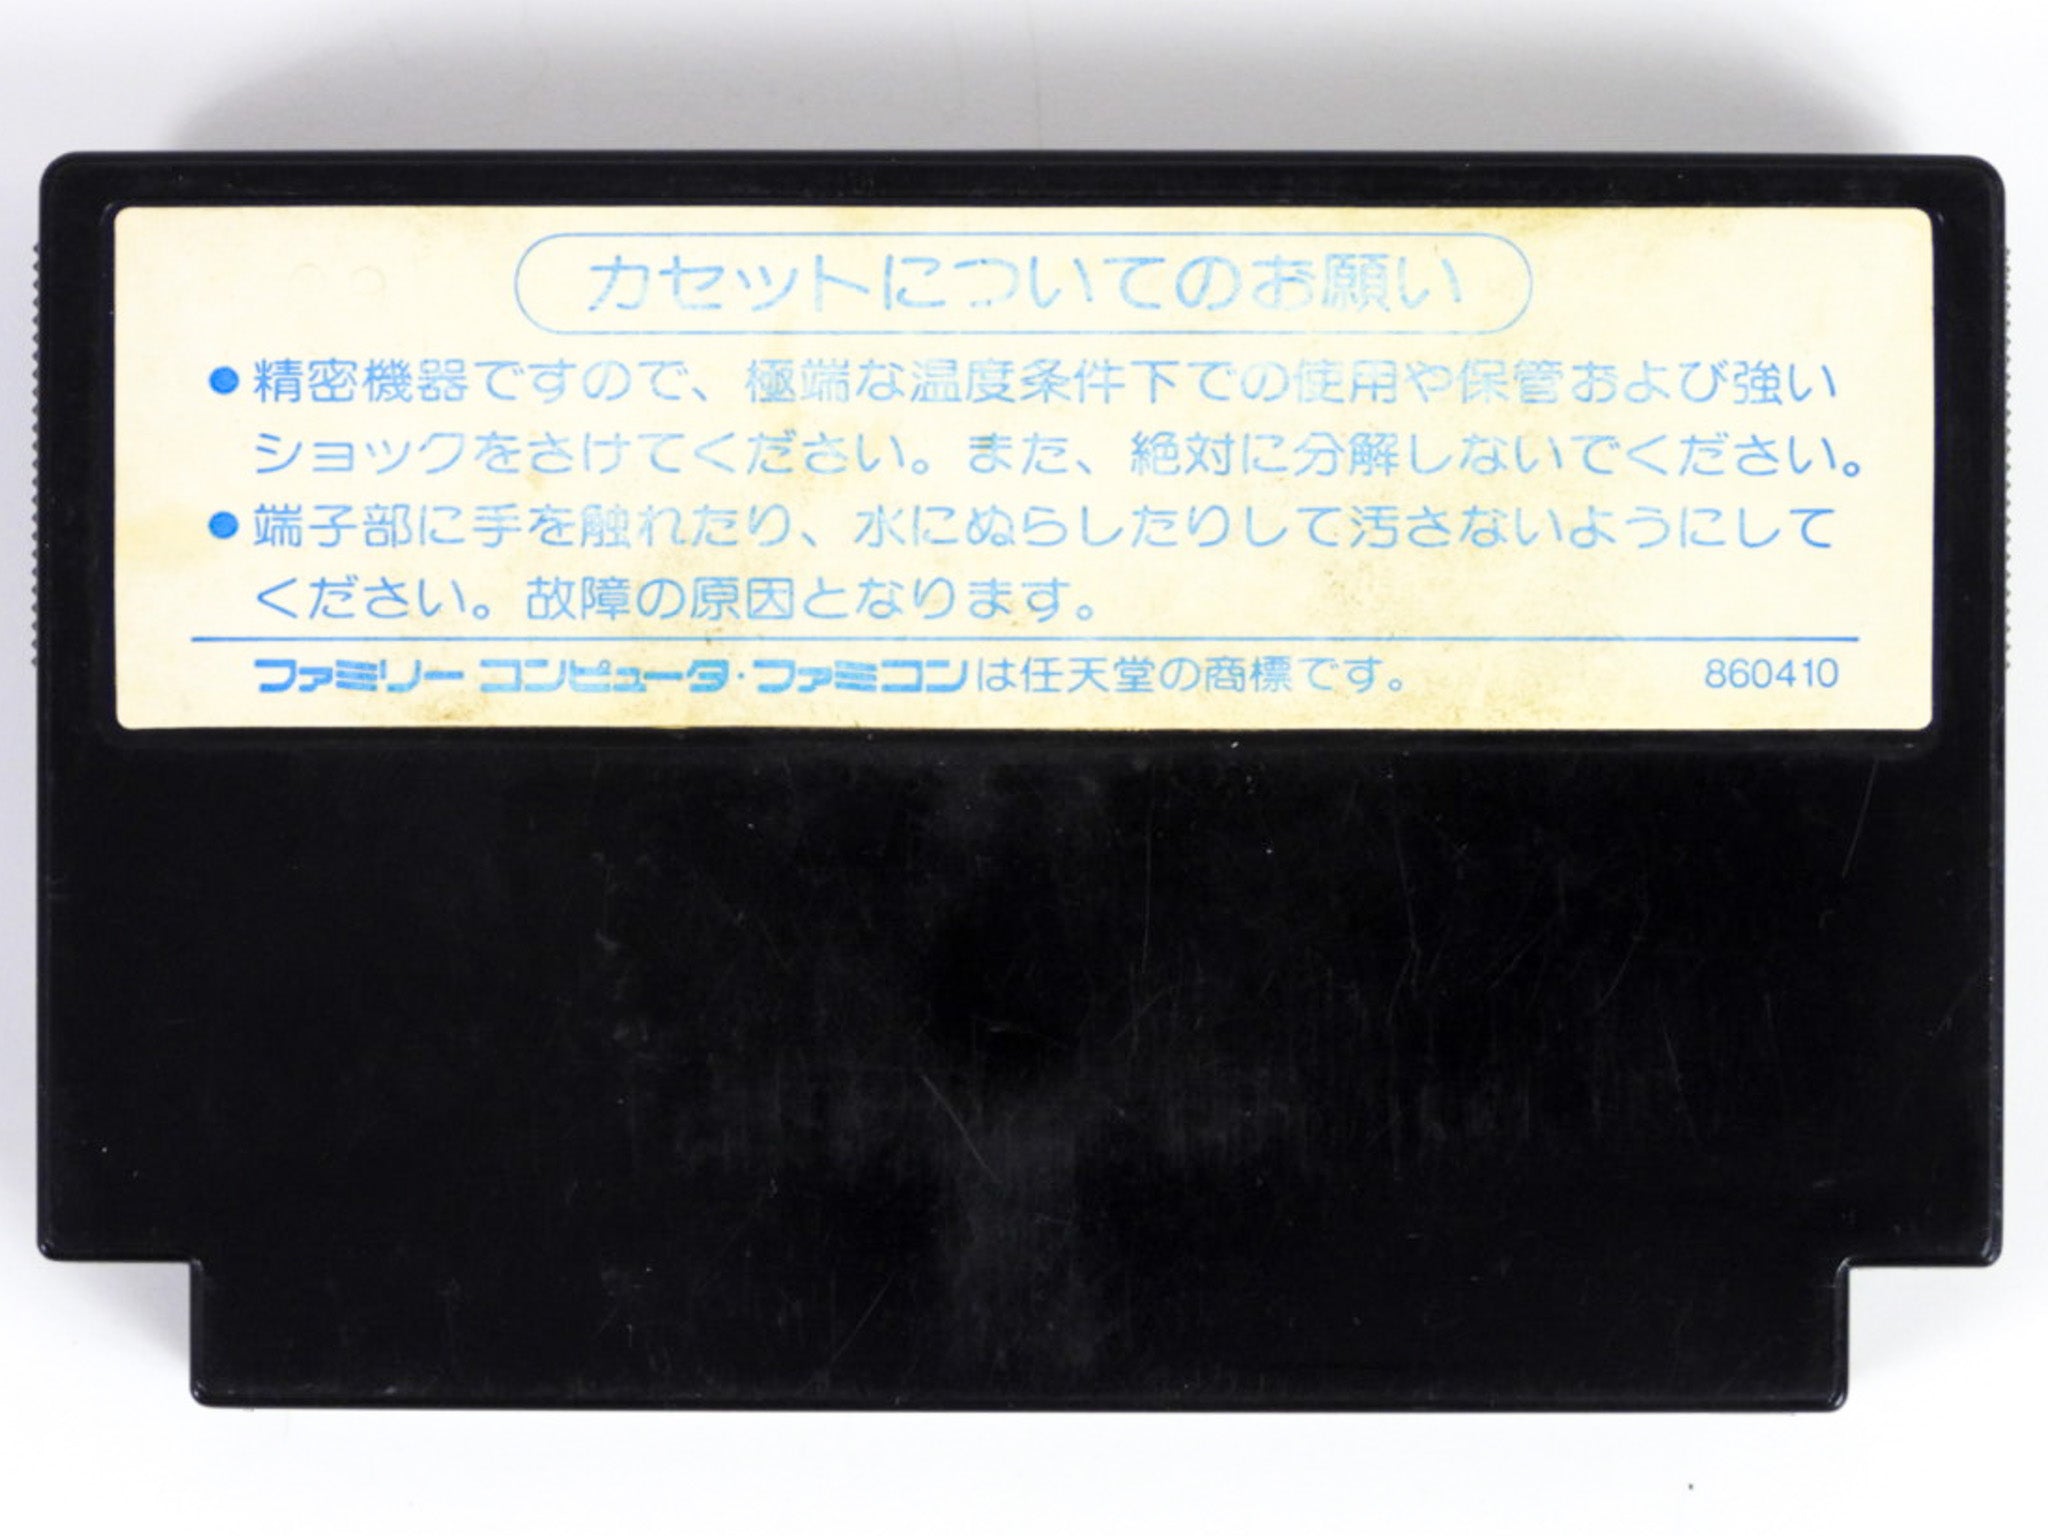 カセットについてのお願い
●精密機器ですので、極端な温度条件下での使用や保管および強い
ショックをさけてください。また、絶対に分解しないでください。
●端子部に手を触れたり、水にぬらしたりして汚さないようにして
ください。故障の原因となります。
ファミリーコンピュータ・ファミコンは任天堂の商標です。 860410